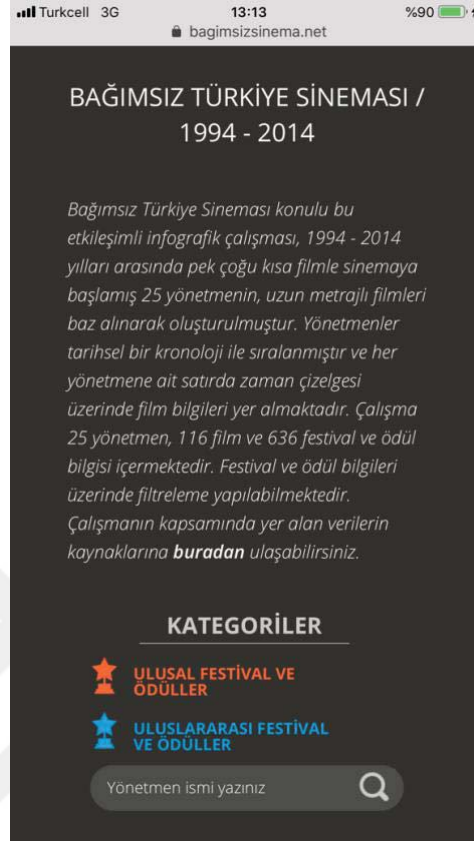 Turkcell 3G 13:13 %90
bagimsizsinema.net
BAĞIMSIZ TÜRKİYE SİNEMASI /
1994 - 2014
Bağımsız Türkiye Sineması konulu bu
etkileşimli infografik çalışması, 1994 - 2014
yılları arasında pek çoğu kısa filmle sinemaya
başlamış 25 yönetmenin, uzun metrajlı filmleri
baz alınarak oluşturulmuştur. Yönetmenler
tarihsel bir kronoloji ile sıralanmıştır ve her
yönetmene ait satırda zaman çizelgesi
üzerinde film bilgileri yer almaktadır. Çalışma
25 yönetmen, 116 film ve 636 festival ve ödül
bilgisi içermektedir. Festival ve ödül bilgileri
üzerinde filtreleme yapılabilmektedir.
Çalışmanın kapsamında yer alan verilerin
kaynaklarına buradan ulaşabilirsiniz.
KATEGORİLER
ULUSAL FESTİVAL VE
ÖDÜLLER
ULUSLARARASI FESTİVAL
VE ÖDÜLLER
Yönetmen ismi yazınız